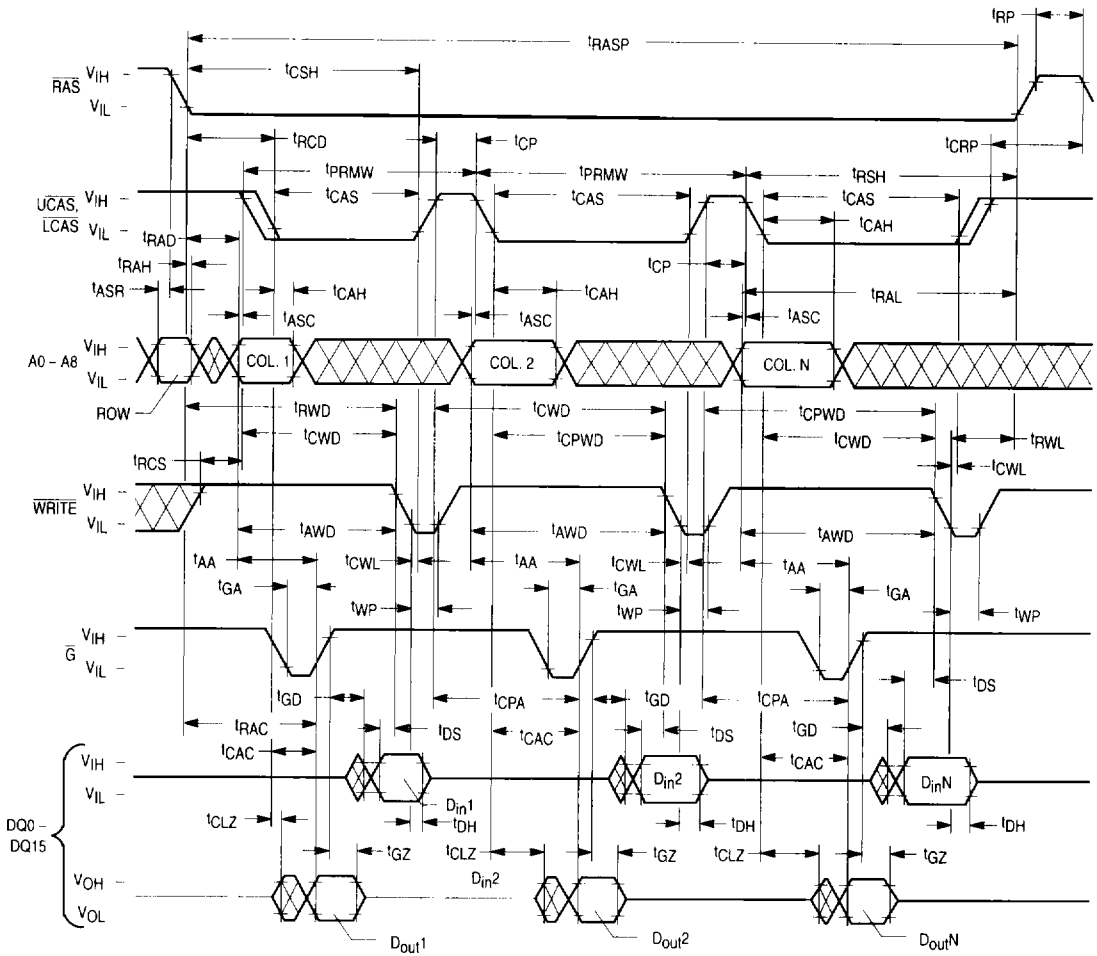 tRP
tRASP
tCSH
RAS
VIH
VIL
tRCD
tCP
tCRP
tPRMW
tPRMW
tRSH
UCAS,
LCAS
VIH
VIL
tCAS
tCAS
tCAS
tCAH
tRAD
tRAH
tASR
tCAH
tCAH
tCP
tRAL
tASC
tASC
tASC
A0 – A8
VIH
VIL
COL. 1
COL. 2
COL. N
ROW
tRWD
tCWD
tCPWD
tCWD
tCPWD
tCWD
tRWL
tCWL
tRCS
WRITE
VIH
VIL
tAWD
tAWD
tAWD
tAA
tCWL
tAA
tCWL
tAA
tGA
tWP
tGA
tWP
tGA
tWP
G
VIH
VIL
tGD
tCPA
tGD
tCPA
tDS
tRAC
tDS
tCAC
tDS
tGD
tCAC
tCAC
VIH
VIL
Din1
Din2
DinN
DQ0 –
DQ15
tCLZ
tDH
tGZ
tCLZ
tDH
tGZ
tCLZ
tDH
tGZ
Din2
VOH
VOL
Dout1
Dout2
DoutN